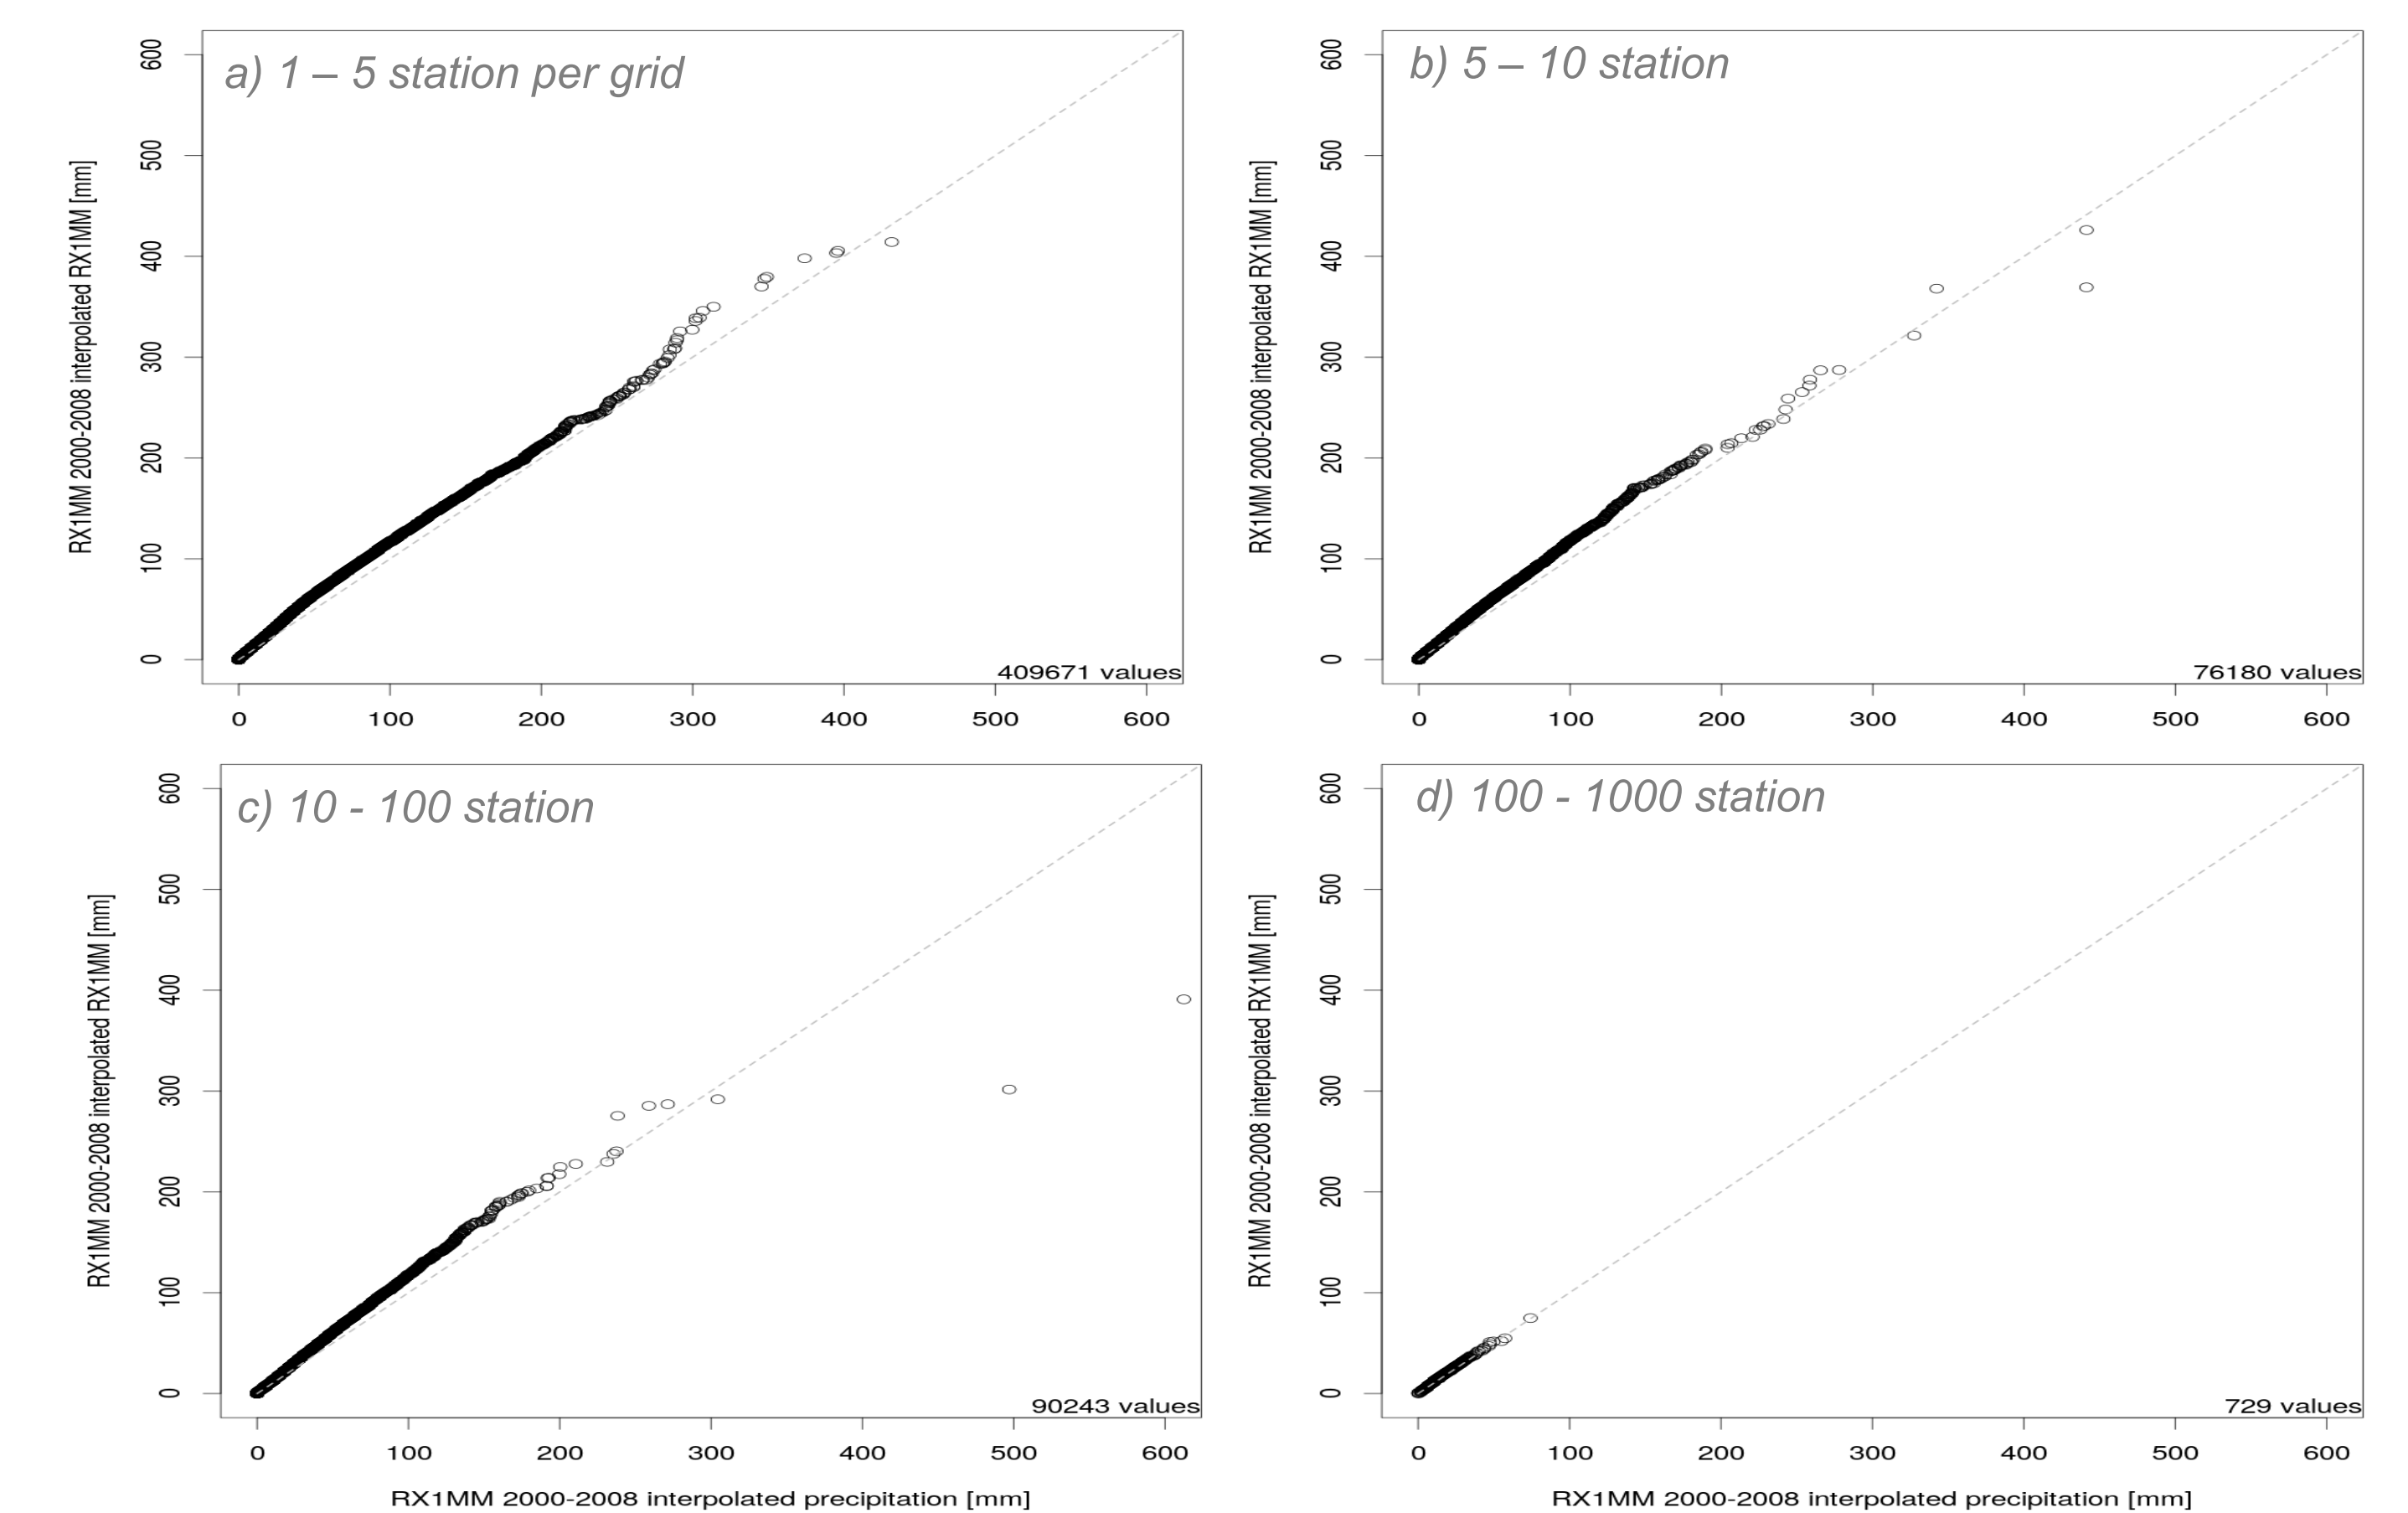 a) 1 – 5 station per grid
RX1MM 2000-2008 interpolated RX1MM [mm]
600
500
400
300
200
100
0
409671 values
0 100 200 300 400 500 600
b) 5 – 10 station
RX1MM 2000-2008 interpolated RX1MM [mm]
600
500
400
300
200
100
0
76180 values
0 100 200 300 400 500 600
c) 10 - 100 station
RX1MM 2000-2008 interpolated RX1MM [mm]
600
500
400
300
200
100
0
90243 values
0 100 200 300 400 500 600
RX1MM 2000-2008 interpolated precipitation [mm]
d) 100 - 1000 station
RX1MM 2000-2008 interpolated RX1MM [mm]
600
500
400
300
200
100
0
729 values
0 100 200 300 400 500 600
RX1MM 2000-2008 interpolated precipitation [mm]